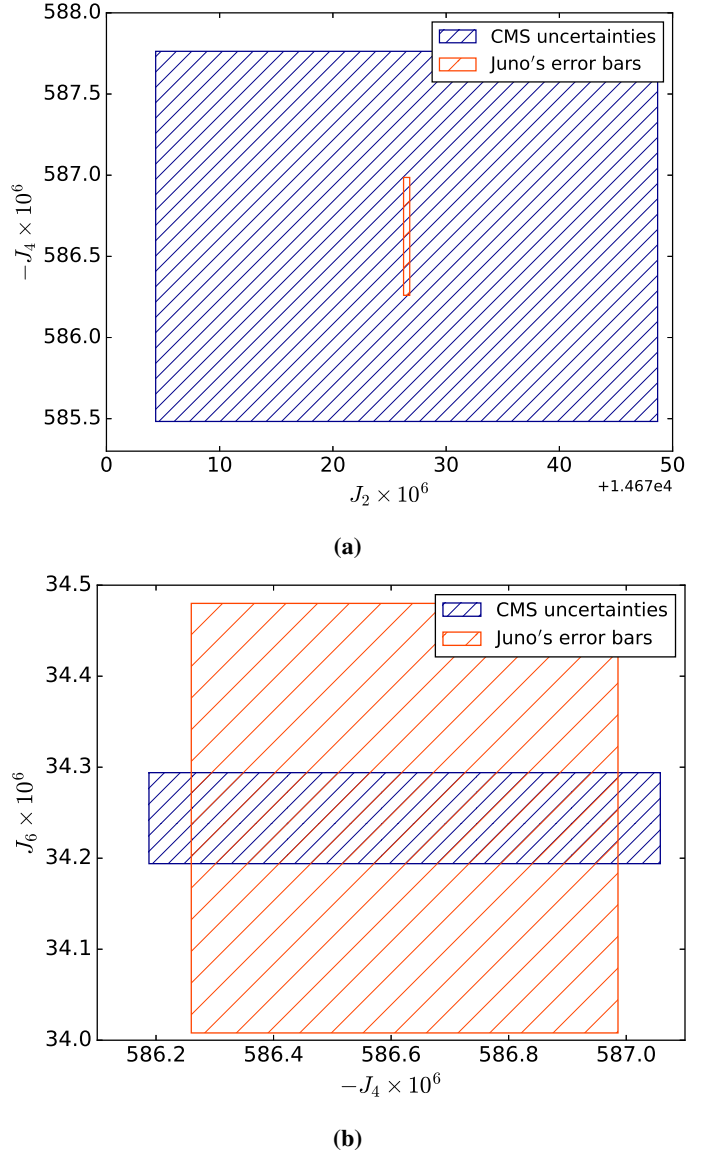 588.0
587.5
587.0
586.5
586.0
585.5
−J₄ × 10⁶
CMS uncertainties
Juno's error bars
0 10 20 30 40 50
J₂ × 10⁶
+1.467e4
(a)
34.5
34.4
34.3
34.2
34.1
34.0
J₆ × 10⁶
CMS uncertainties
Juno's error bars
586.2 586.4 586.6 586.8 587.0
−J₄ × 10⁶
(b)